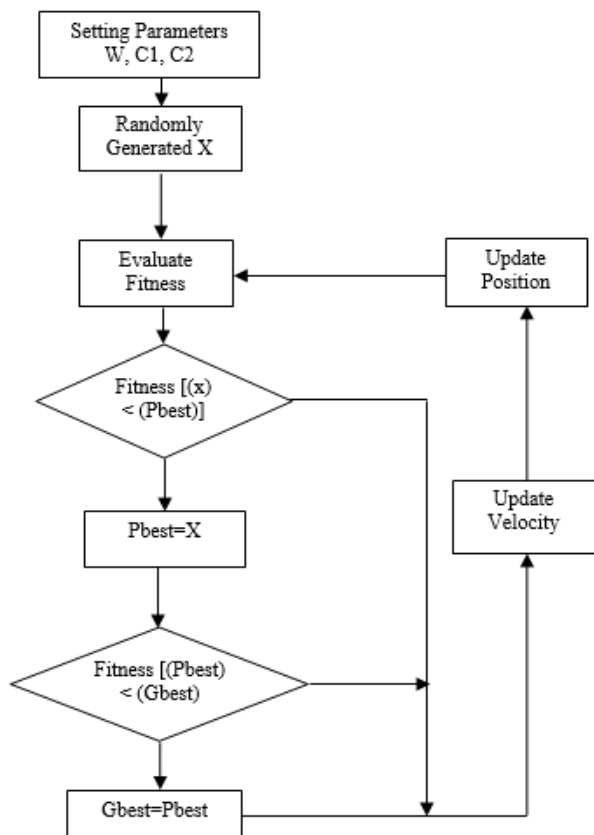 Setting Parameters
W, C1, C2
Randomly
Generated X
Evaluate
Fitness
Update
Position
Fitness [(x)
< (Pbest)]
Update
Velocity
Pbest=X
Fitness [(Pbest)
< (Gbest)
Gbest=Pbest